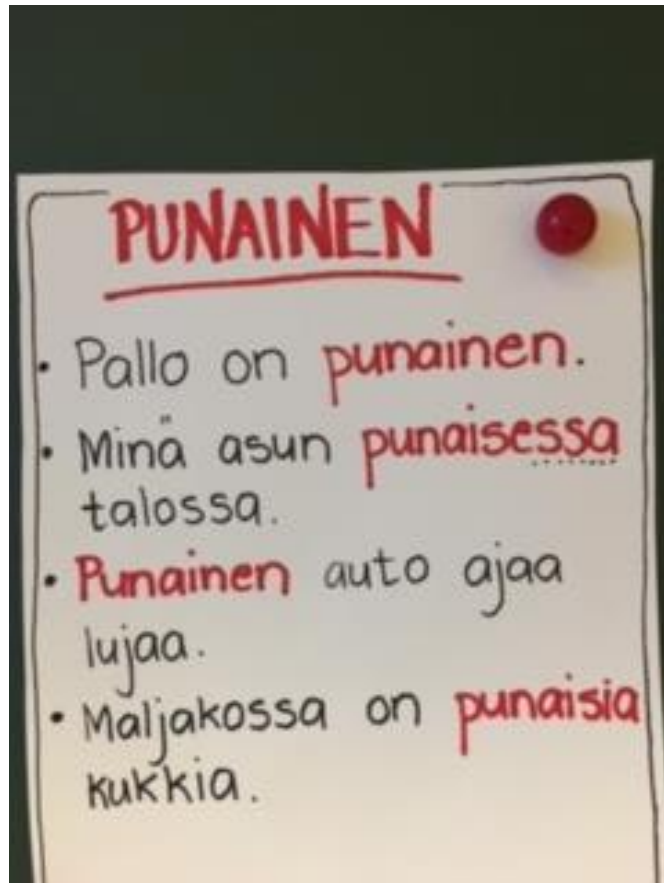 PUNAINEN
• Pallo on punainen.
• Minä asun punaisessa
talossa.
• Punainen auto ajaa
lujaa.
• Maljakossa on punaisia
kukkia.